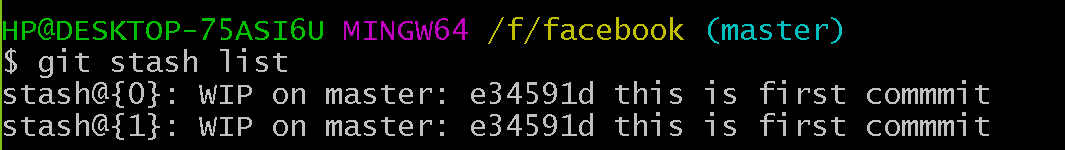 HP@DESKTOP-75ASI6U MINGW64 /f/facebook (master)
$ git stash list
stash@{0}: WIP on master: e34591d this is first commmit
stash@{1}: WIP on master: e34591d this is first commmit